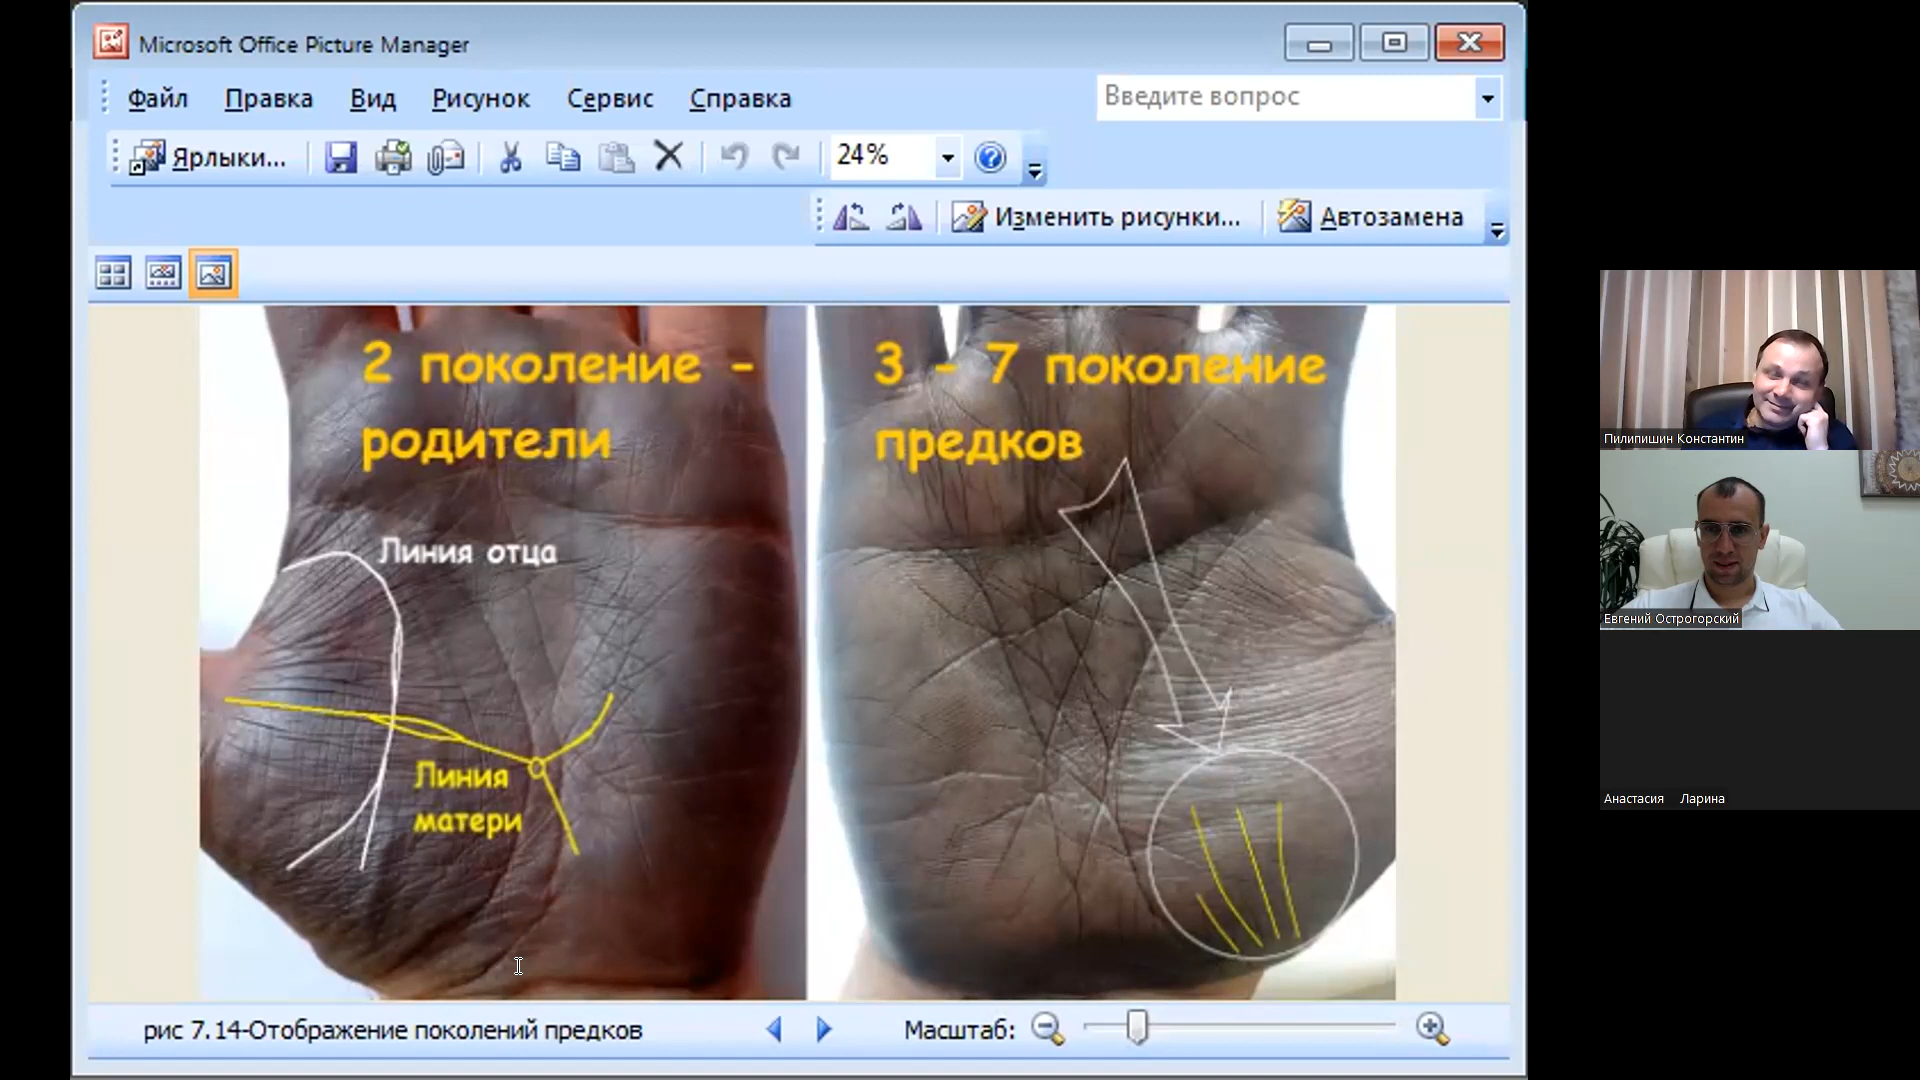 Microsoft Office Picture Manager
Файл Правка Вид Рисунок Сервис Справка
Введите вопрос
Ярлыки...
24%
Изменить рисунки...
Автозамена
2 поколение -
родители
Линия отца
Линия
матери
3 - 7 поколение
предков
рис 7.14-Отображение поколений предков
Масштаб:
Пилипишин Константин
Евгений Острогорский
Анастасия Ларина